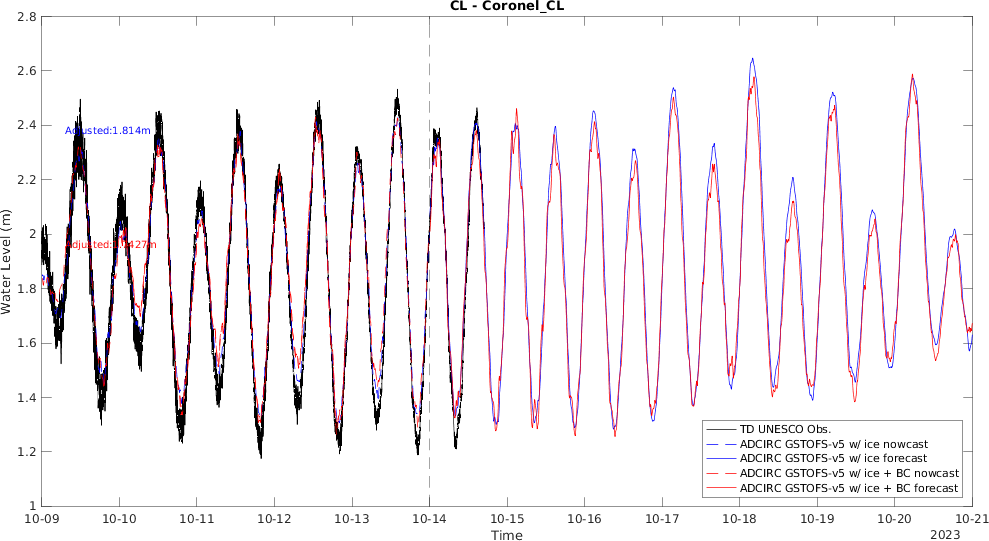 CL - Coronel_CL
2.8
2.6
2.4
2.2
2
1.8
1.6
1.4
1.2
1
Water Level (m)
Adjusted:1.814m
10-09
10-10
10-11
10-12
10-13
10-14
10-15
10-16
10-17
10-18
10-19
10-20
10-21
Time
2023
TD UNESCO Obs.
ADCIRC GSTOFS-v5 w/ ice nowcast
ADCIRC GSTOFS-v5 w/ ice forecast
ADCIRC GSTOFS-v5 w/ ice + BC nowcast
ADCIRC GSTOFS-v5 w/ ice + BC forecast